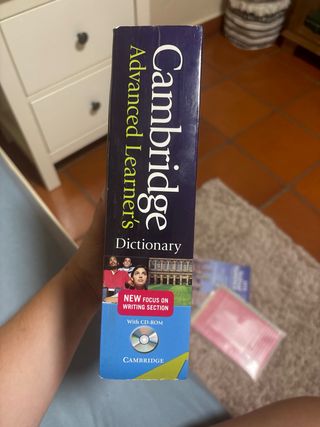 Cambridge
Advanced Learner's
Dictionary
NEW FOCUS ON
WRITING SECTION
With CD-ROM
CAMBRIDGE